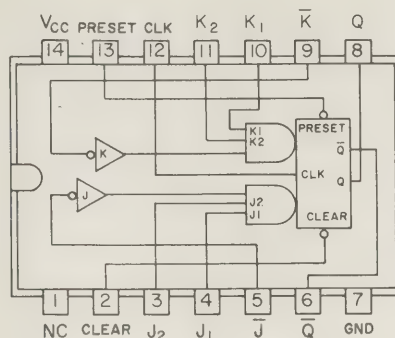 VCC PRESET CLK K2 K1 K̅ Q
14 13 12 11 10 9 8
K1 PRESET
K2 Q̅
K
CLK
J Q
J2
J1 CLEAR
1 2 3 4 5 6 7
NC CLEAR J2 J1 J̅ Q̅ GND